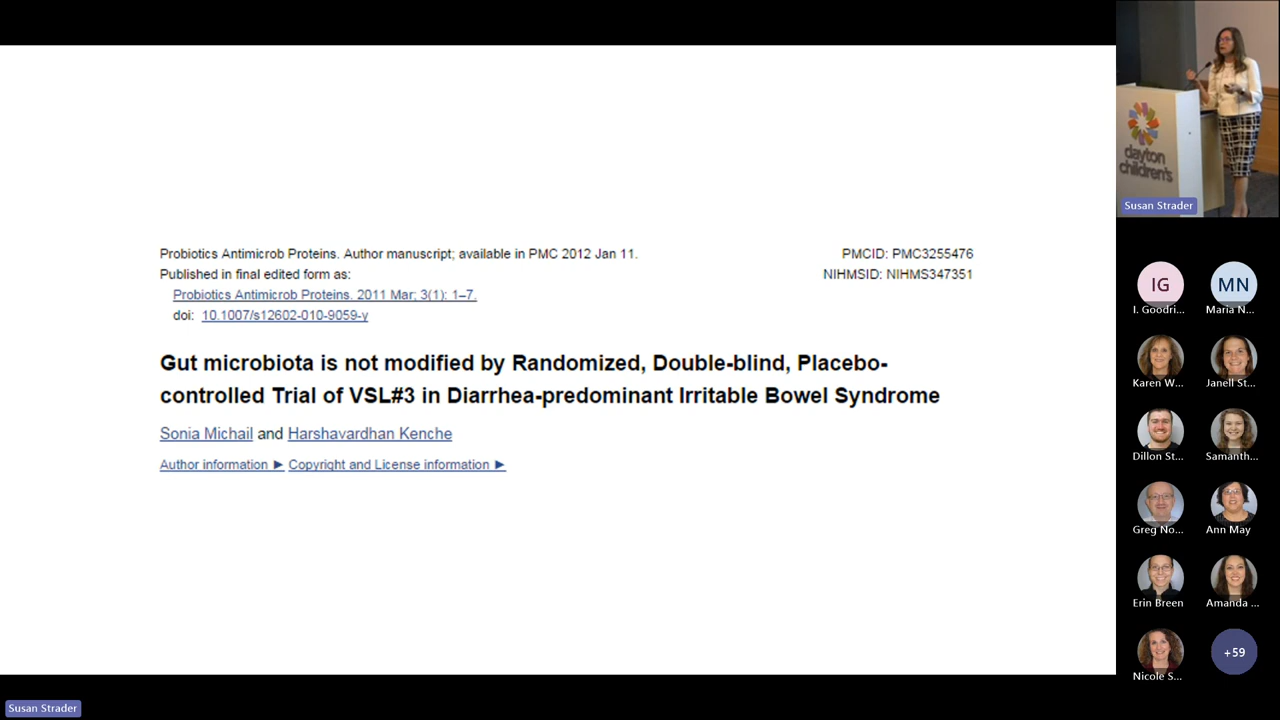 Probiotics Antimicrob Proteins. Author manuscript; available in PMC 2012 Jan 11.
PMCID: PMC3255476
Published in final edited form as:
NIHMSID: NIHMS347351
Probiotics Antimicrob Proteins. 2011 Mar; 3(1): 1–7.
doi: 10.1007/s12602-010-9059-y
Gut microbiota is not modified by Randomized, Double-blind, Placebo-
controlled Trial of VSL#3 in Diarrhea-predominant Irritable Bowel Syndrome
Sonia Michail and Harshavardhan Kenche
Author information ► Copyright and License information ►
dayton
children's
Susan Strader
IG
MN
I. Goodri...
Maria N...
Karen W...
Janell St...
Dillon St...
Samanth...
Greg No...
Ann May
Erin Breen
Amanda ...
Nicole S...
+59
Susan Strader